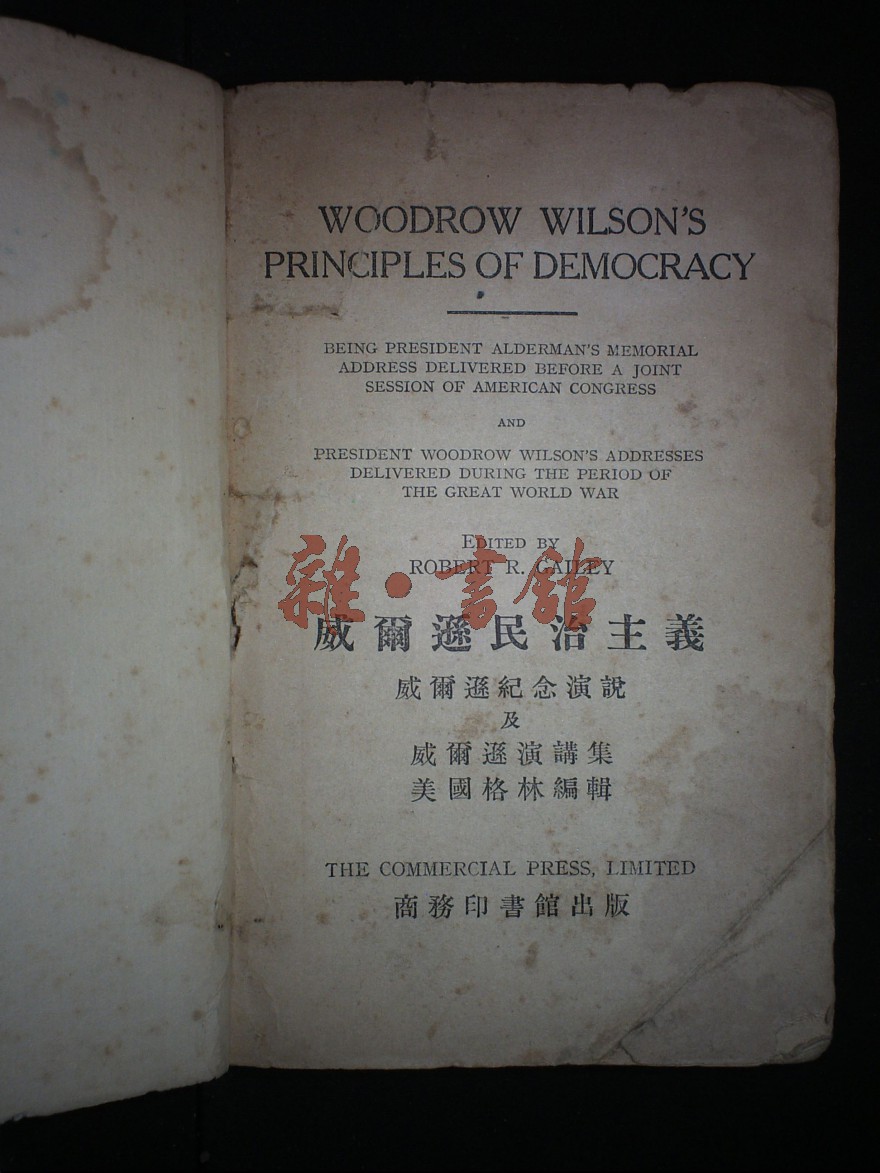 WOODROW WILSON'S
PRINCIPLES OF DEMOCRACY
BEING PRESIDENT ALDERMAN'S MEMORIAL
ADDRESS DELIVERED BEFORE A JOINT
SESSION OF AMERICAN CONGRESS
AND
PRESIDENT WOODROW WILSON'S ADDRESSES
DELIVERED DURING THE PERIOD OF
THE GREAT WORLD WAR
EDITED BY
ROBERT R. GAILEY
雜·書館
威爾遜民治主義
威爾遜紀念演說
及
威爾遜演講集
美國格林編輯
THE COMMERCIAL PRESS, LIMITED
商務印書館出版